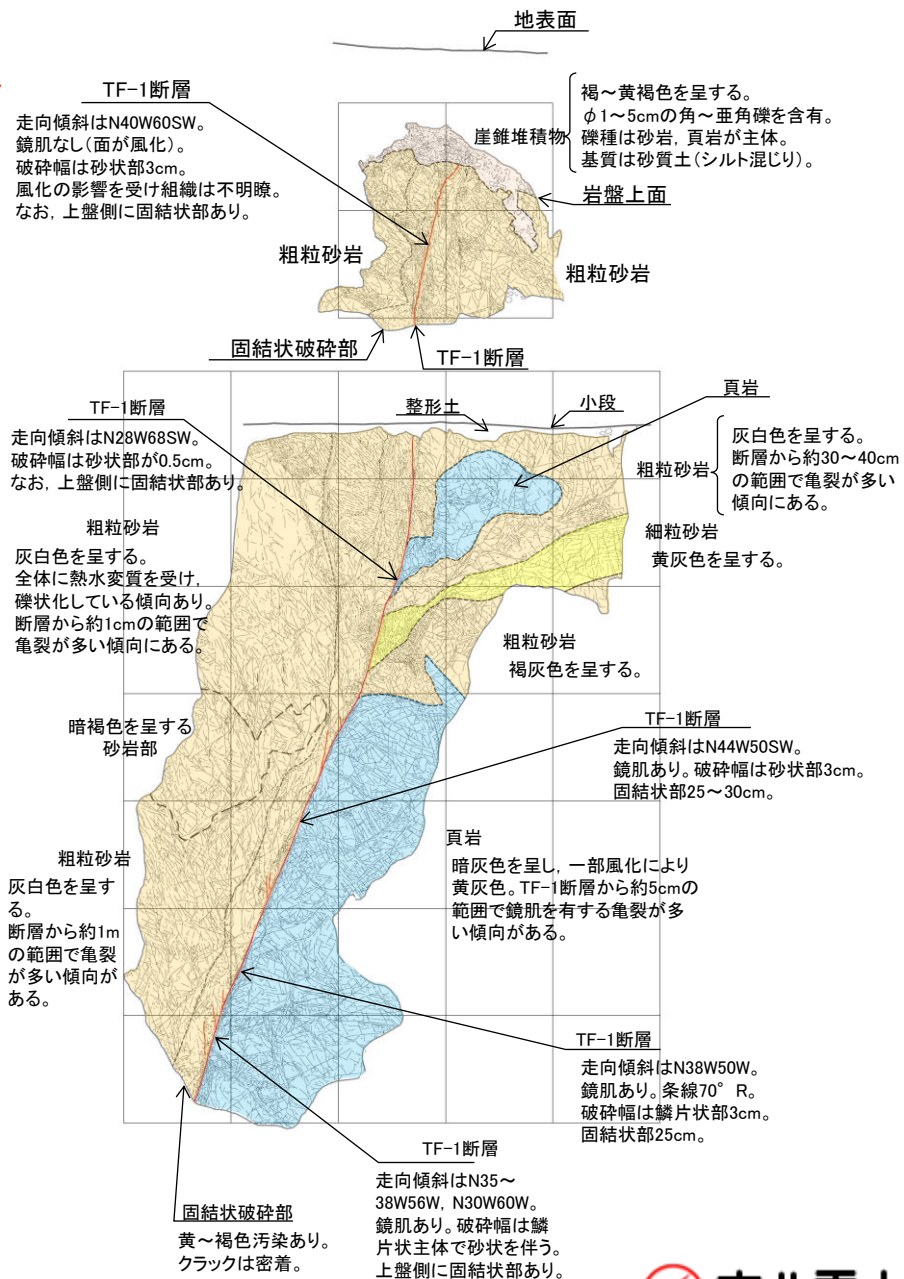 地表面
TF-1断層
走向傾斜はN40W60SW。
鏡肌なし(面が風化)。
破砕幅は砂状部3cm。
風化の影響を受け組織は不明瞭。
なお, 上盤側に固結状部あり。
崖錐堆積物
褐～黄褐色を呈する。
φ1～5cmの角～亜角礫を含有。
礫種は砂岩, 頁岩が主体。
基質は砂質土(シルト混じり)。
岩盤上面
粗粒砂岩
粗粒砂岩
固結状破砕部
TF-1断層
TF-1断層
走向傾斜はN28W68SW。
破砕幅は砂状部が0.5cm。
なお, 上盤側に固結状部あり。
整形土
小段
頁岩
粗粒砂岩
灰白色を呈する。
断層から約30～40cm
の範囲で亀裂が多い
傾向にある。
粗粒砂岩
灰白色を呈する。
全体に熱水変質を受け,
礫状化している傾向あり。
断層から約1cmの範囲で
亀裂が多い傾向にある。
細粒砂岩
黄灰色を呈する。
粗粒砂岩
褐灰色を呈する。
暗褐色を呈する
砂岩部
TF-1断層
走向傾斜はN44W50SW。
鏡肌あり。破砕幅は砂状部3cm。
固結状部25～30cm。
粗粒砂岩
灰白色を呈す
る。
断層から約1m
の範囲で亀裂
が多い傾向が
ある。
頁岩
暗灰色を呈し, 一部風化により
黄灰色。TF-1断層から約5cmの
範囲で鏡肌を有する亀裂が多
い傾向がある。
TF-1断層
走向傾斜はN38W50W。
鏡肌あり。条線70° R。
破砕幅は鱗片状部3cm。
固結状部25cm。
TF-1断層
走向傾斜はN35～
38W56W, N30W60W。
鏡肌あり。破砕幅は鱗
片状主体で砂状を伴う。
上盤側に固結状部あり。
固結状破砕部
黄～褐色汚染あり。
クラックは密着。